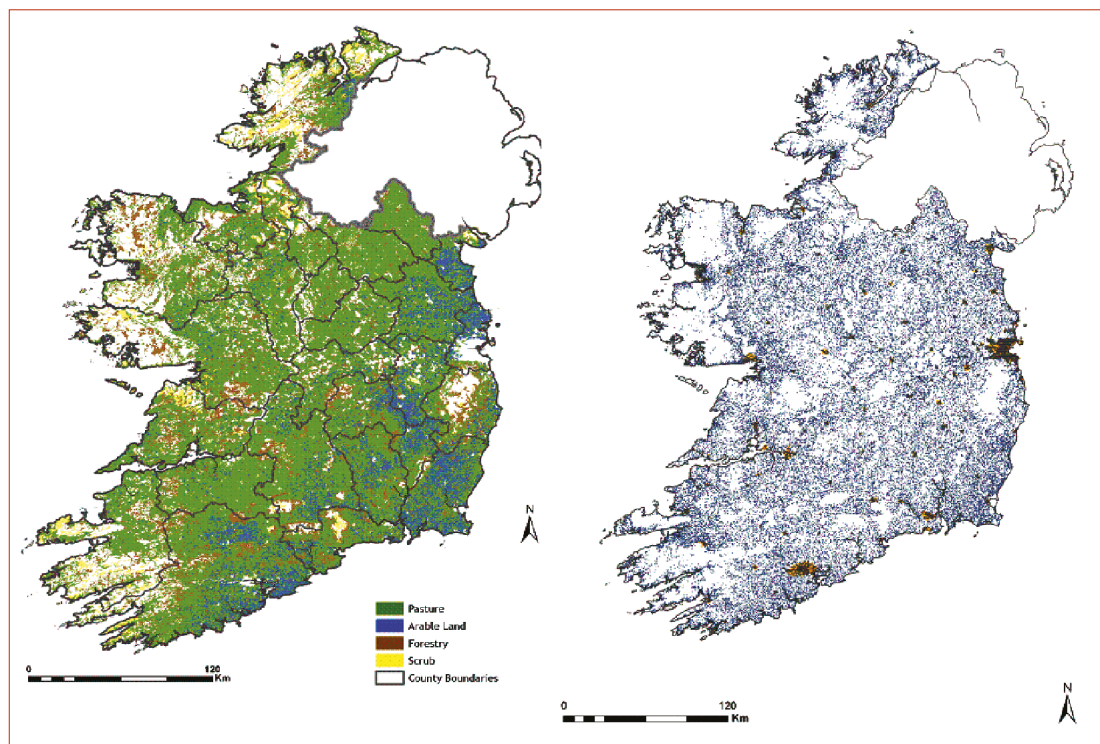 N
Pasture
Arable Land
Forestry
Scrub
County Boundaries
0 120
Km
N
0 120
Km